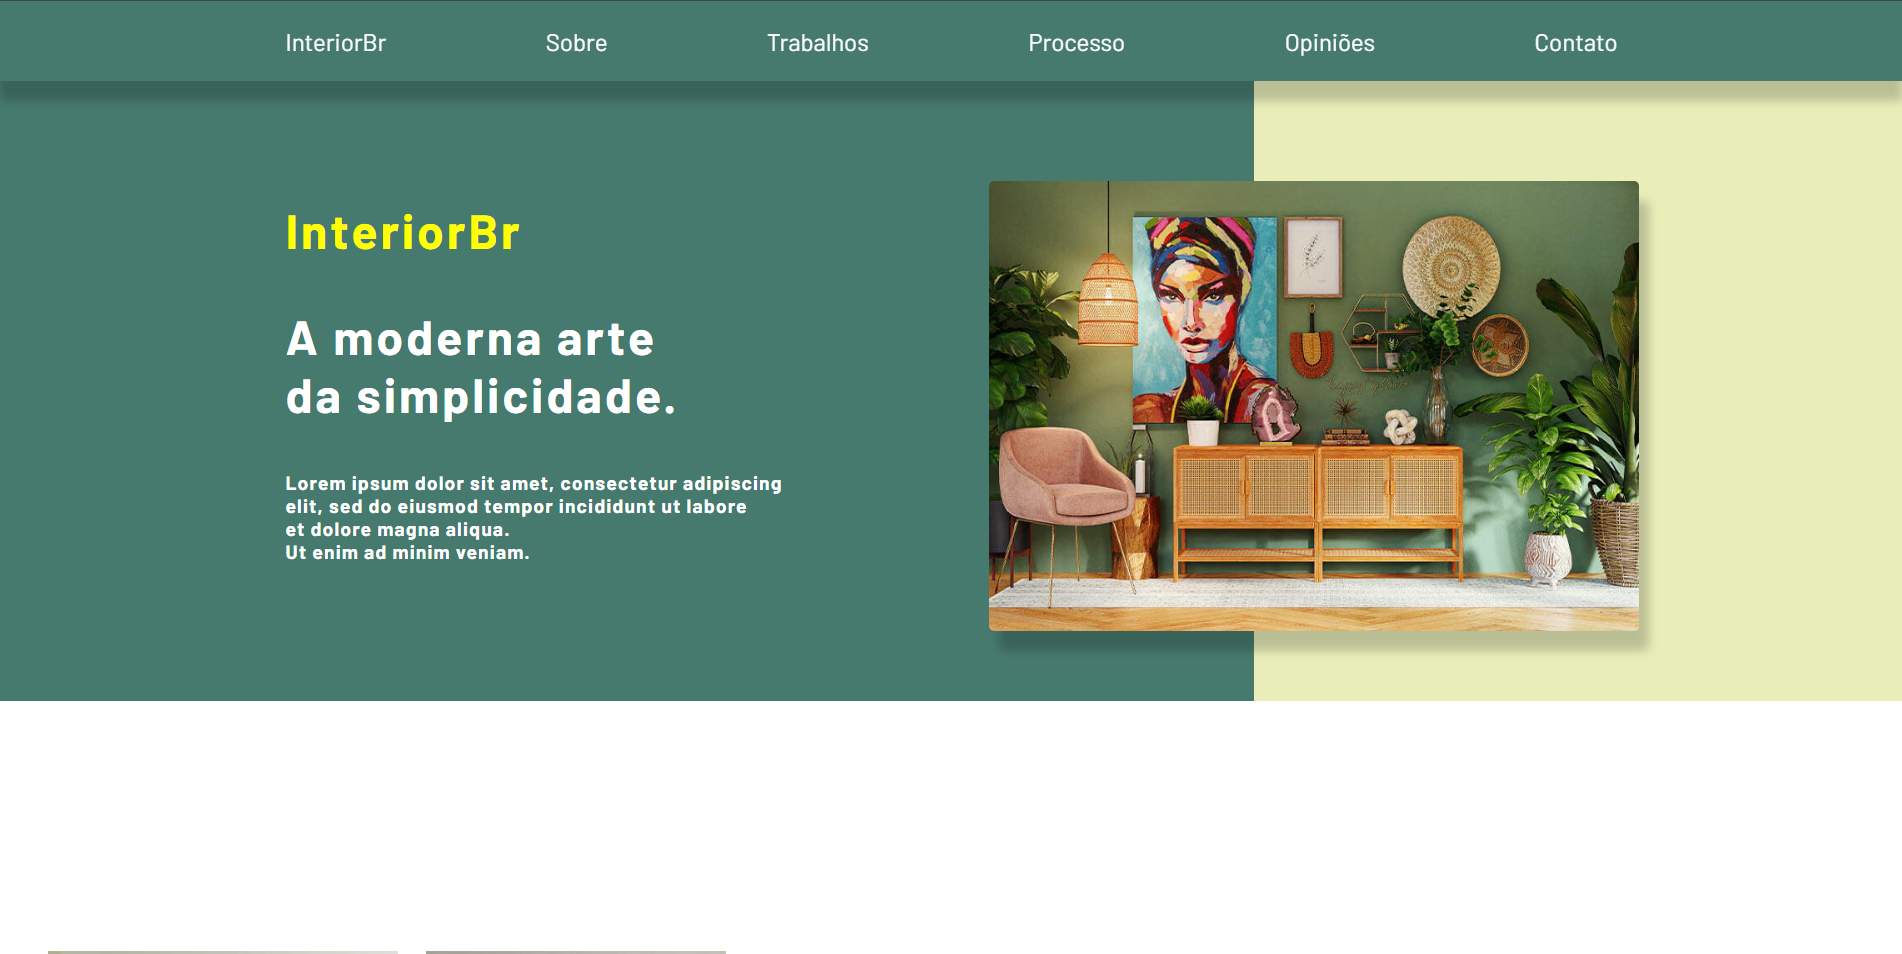 InteriorBr Sobre Trabalhos Processo Opiniões Contato
InteriorBr
A moderna arte
da simplicidade.
Lorem ipsum dolor sit amet, consectetur adipiscing
elit, sed do eiusmod tempor incididunt ut labore
et dolore magna aliqua.
Ut enim ad minim veniam.